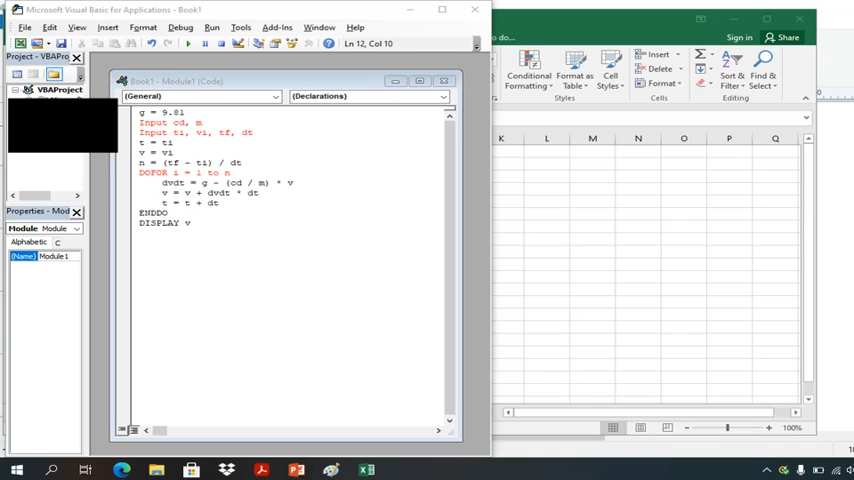 Microsoft Visual Basic for Applications - Book1
File Edit View Insert Format Debug Run Tools Add-Ins Window Help
Ln 12, Col 10
Project - VBAProj
VBAProject
Book1 - Module1 (Code)
(General) (Declarations)
g = 9.81
Input cd, m
Input ti, vi, tf, dt
t = ti
v = vi
n = (tf - ti) / dt
DOFOR i = 1 to n
dvdt = g - (cd / m) * v
v = v + dvdt * dt
t = t + dt
ENDDO
DISPLAY v
Properties - Mod
Module Module
Alphabetic C
(Name) Module1
to do...
Sign in Share
Conditional Formatting
Format as Table
Cell Styles
Insert
Delete
Format
Sort & Filter
Find & Select
Styles Cells Editing
K L M N O P Q
100%